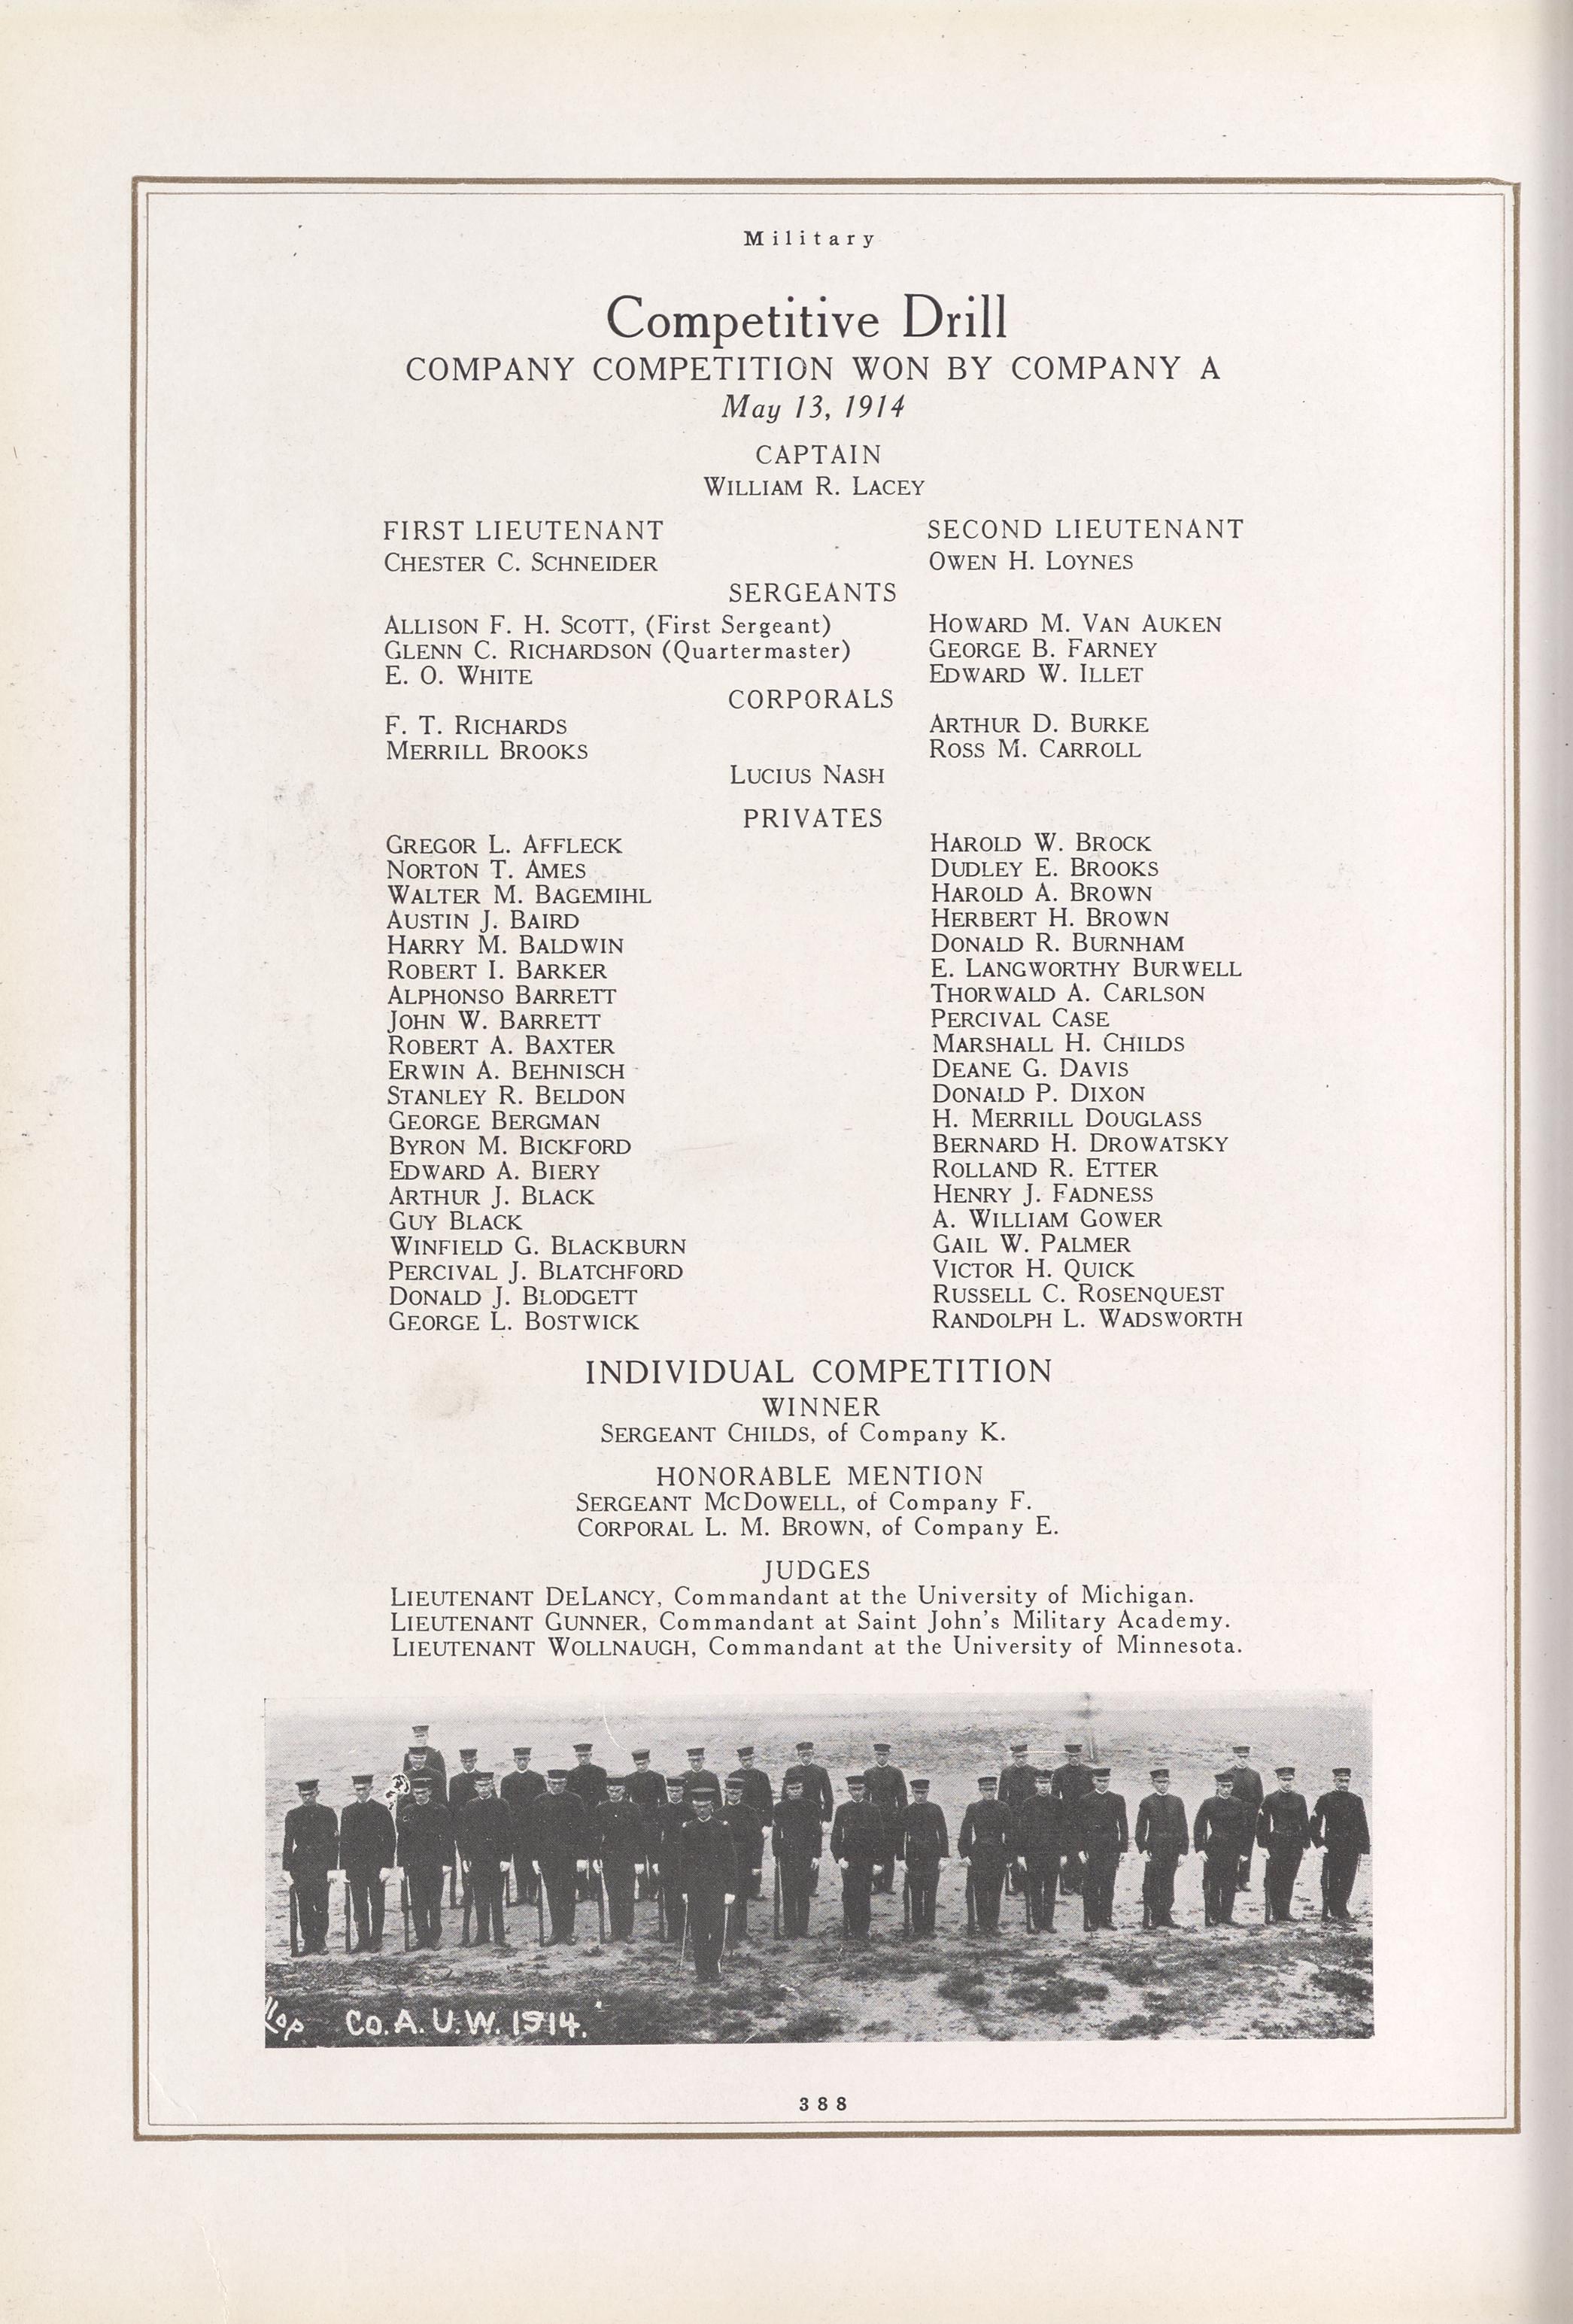 Military
Competitive Drill
COMPANY COMPETITION WON BY COMPANY A
May 13, 1914
CAPTAIN
WILLIAM R. LACEY
FIRST LIEUTENANT
CHESTER C. SCHNEIDER
SECOND LIEUTENANT
OWEN H. LOYNES
SERGEANTS
ALLISON F. H. SCOTT, (First Sergeant)
GLENN C. RICHARDSON (Quartermaster)
E. O. WHITE
HOWARD M. VAN AUKEN
GEORGE B. FARNEY
EDWARD W. ILLET
CORPORALS
F. T. RICHARDS
MERRILL BROOKS
ARTHUR D. BURKE
ROSS M. CARROLL
LUCIUS NASH
PRIVATES
GREGOR L. AFFLECK
NORTON T. AMES
WALTER M. BAGEMIHL
AUSTIN J. BAIRD
HARRY M. BALDWIN
ROBERT I. BARKER
ALPHONSO BARRETT
JOHN W. BARRETT
ROBERT A. BAXTER
ERWIN A. BEHNISCH
STANLEY R. BELDON
GEORGE BERGMAN
BYRON M. BICKFORD
EDWARD A. BIERY
ARTHUR J. BLACK
GUY BLACK
WINFIELD G. BLACKBURN
PERCIVAL J. BLATCHFORD
DONALD J. BLODGETT
GEORGE L. BOSTWICK
HAROLD W. BROCK
DUDLEY E. BROOKS
HAROLD A. BROWN
HERBERT H. BROWN
DONALD R. BURNHAM
E. LANGWORTHY BURWELL
THORWALD A. CARLSON
PERCIVAL CASE
MARSHALL H. CHILDS
DEANE G. DAVIS
DONALD P. DIXON
H. MERRILL DOUGLASS
BERNARD H. DROWATSKY
ROLLAND R. ETTER
HENRY J. FADNESS
A. WILLIAM GOWER
GAIL W. PALMER
VICTOR H. QUICK
RUSSELL C. ROSENQUEST
RANDOLPH L. WADSWORTH
INDIVIDUAL COMPETITION
WINNER
SERGEANT CHILDS, of Company K.
HONORABLE MENTION
SERGEANT MCDOWELL, of Company F.
CORPORAL L. M. BROWN, of Company E.
JUDGES
LIEUTENANT DELANCY, Commandant at the University of Michigan.
LIEUTENANT GUNNER, Commandant at Saint John's Military Academy.
LIEUTENANT WOLLNAUGH, Commandant at the University of Minnesota.
Co. A. U. W. 1914.
388